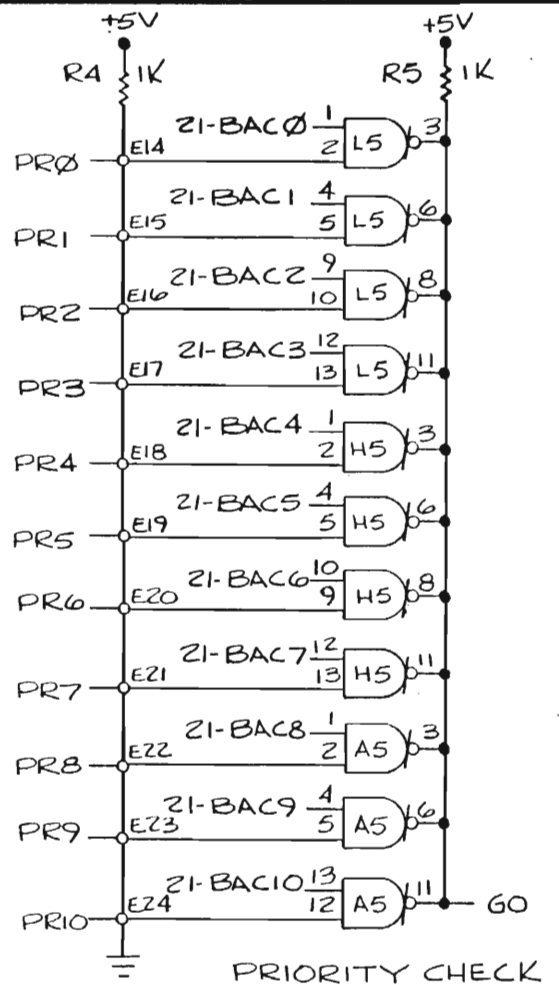 +5V +5V
R4 1K R5 1K
21-BACØ 1 3
PRØ E14 2 L5
21-BAC1 4 6
PR1 E15 5 L5
21-BAC2 9 8
PR2 E16 10 L5
21-BAC3 12 11
PR3 E17 13 L5
21-BAC4 1 3
PR4 E18 2 H5
21-BAC5 4 6
PR5 E19 5 H5
21-BAC6 10 8
PR6 E20 9 H5
21-BAC7 12 11
PR7 E21 13 H5
21-BAC8 1 3
PR8 E22 2 A5
21-BAC9 4 6
PR9 E23 5 A5
21-BAC10 13 11
PR10 E24 12 A5 GO
PRIORITY CHECK